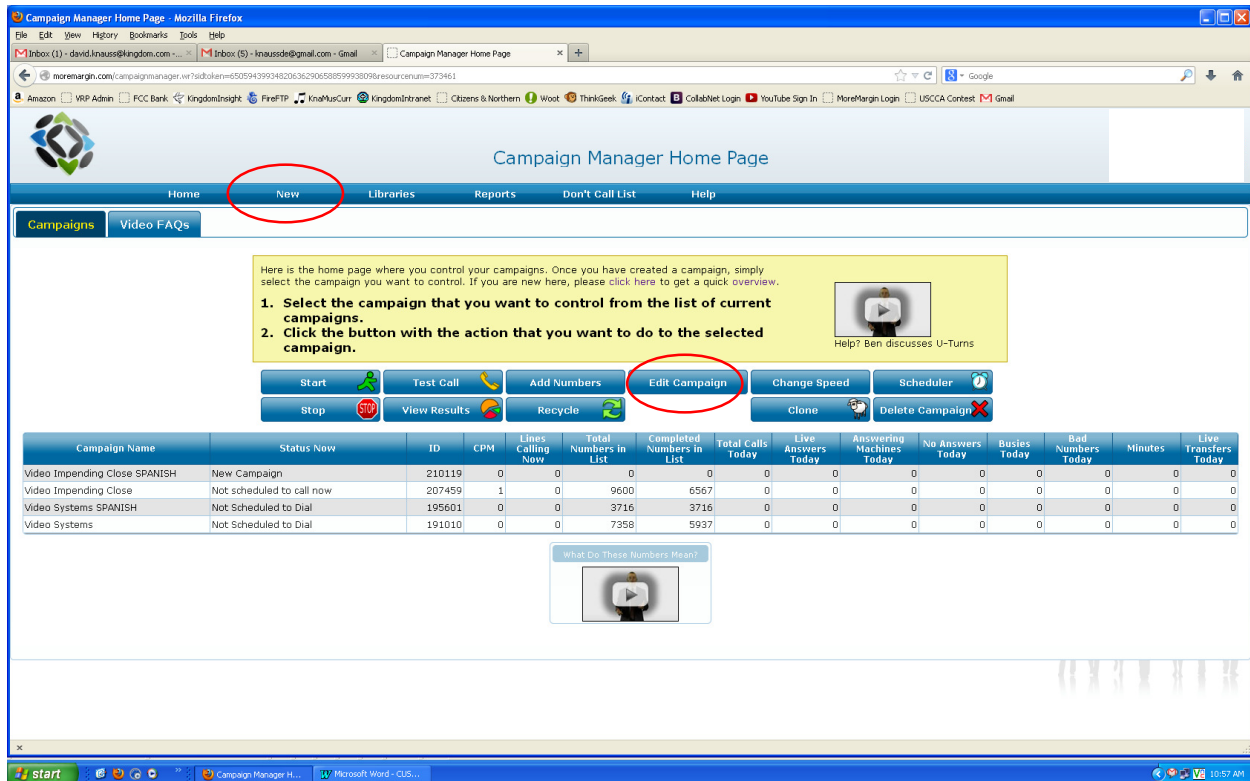 Campaign Manager Home Page - Mozilla Firefox
File Edit View History Bookmarks Tools Help
Inbox (1) - david.knauss@kingdom.com -... × Inbox (5) - knaussde@gmail.com - Gmail × Campaign Manager Home Page × +
moremargin.com/campaignmanager.wr?sidtoken=65059439934820636290658859993809&resourcenum=373461 Google
Amazon VRP Admin FCC Bank KingdomInsight FireFTP KnaMusCurr KingdomIntranet Citizens & Northern Woot ThinkGeek iContact CollabNet Login YouTube Sign In MoreMargin Login USCCA Contest Gmail
Campaign Manager Home Page
Home New Libraries Reports Don't Call List Help
Campaigns Video FAQs
Here is the home page where you control your campaigns. Once you have created a campaign, simply
select the campaign you want to control. If you are new here, please click here to get a quick overview.
1. Select the campaign that you want to control from the list of current
campaigns.
2. Click the button with the action that you want to do to the selected
campaign.
Help? Ben discusses U-Turns
Start Test Call Add Numbers Edit Campaign Change Speed Scheduler
Stop STOP View Results Recycle Clone Delete Campaign
Campaign Name Status Now ID CPM Lines Calling Now Total Numbers in List Completed Numbers in List Total Calls Today Live Answers Today Answering Machines Today No Answers Today Busies Today Bad Numbers Today Minutes Live Transfers Today
Video Impending Close SPANISH New Campaign 210119 0 0 0 0 0 0 0 0 0 0 0 0
Video Impending Close Not scheduled to call now 207459 1 0 9600 6567 0 0 0 0 0 0 0 0
Video Systems SPANISH Not Scheduled to Dial 195601 0 0 3716 3716 0 0 0 0 0 0 0 0
Video Systems Not Scheduled to Dial 191010 0 0 7358 5937 0 0 0 0 0 0 0 0
What Do These Numbers Mean?
×
start Campaign Manager H... Microsoft Word - CUS... 10:57 AM